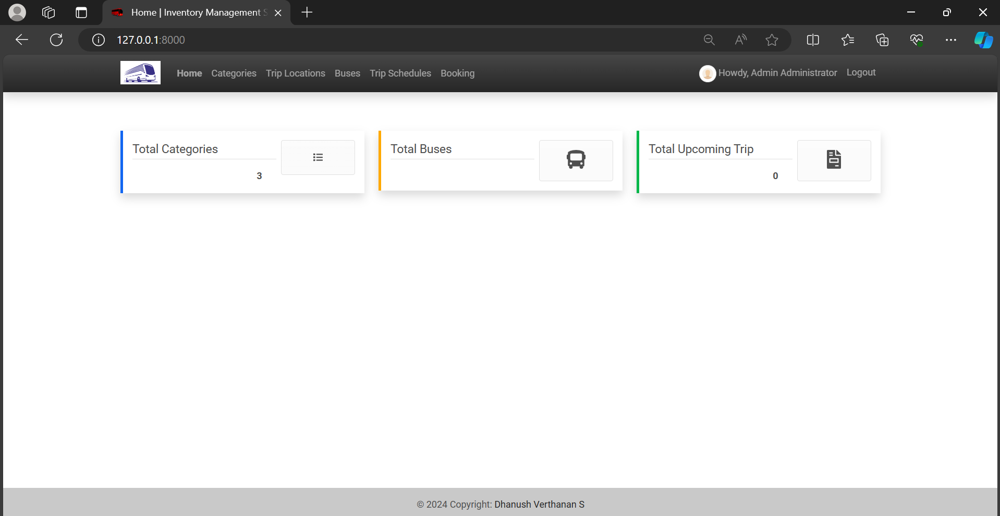 Home | Inventory Management S
127.0.0.1:8000
Home Categories Trip Locations Buses Trip Schedules Booking Howdy, Admin Administrator Logout
Total Categories
3
Total Buses
Total Upcoming Trip
0
© 2024 Copyright: Dhanush Verthanan S